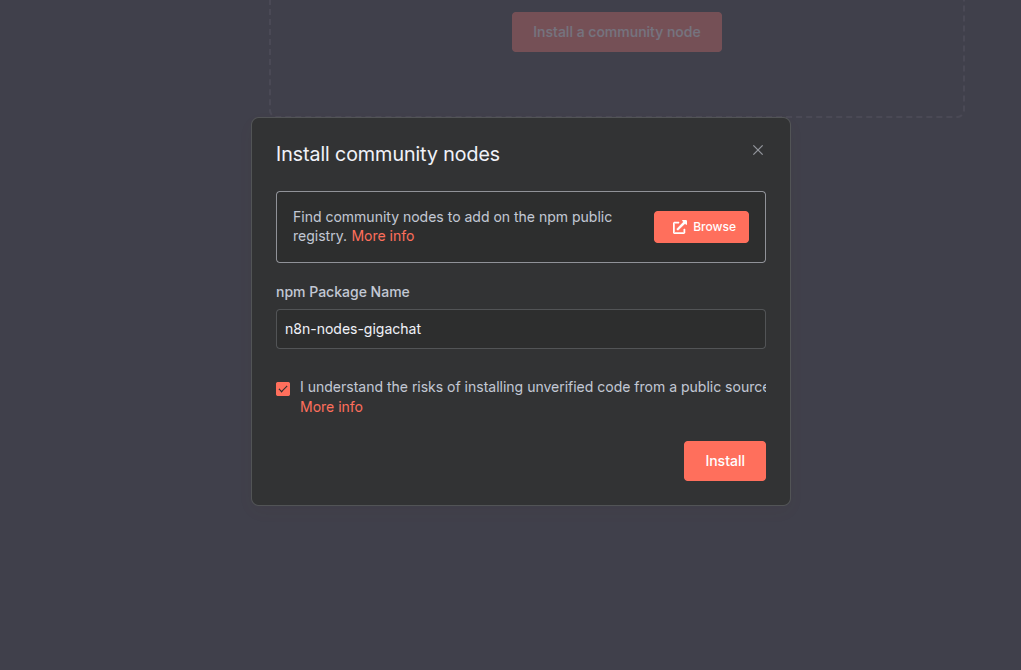 Install a community node
Install community nodes
Find community nodes to add on the npm public
registry. More info
Browse
npm Package Name
n8n-nodes-gigachat
I understand the risks of installing unverified code from a public source
More info
Install